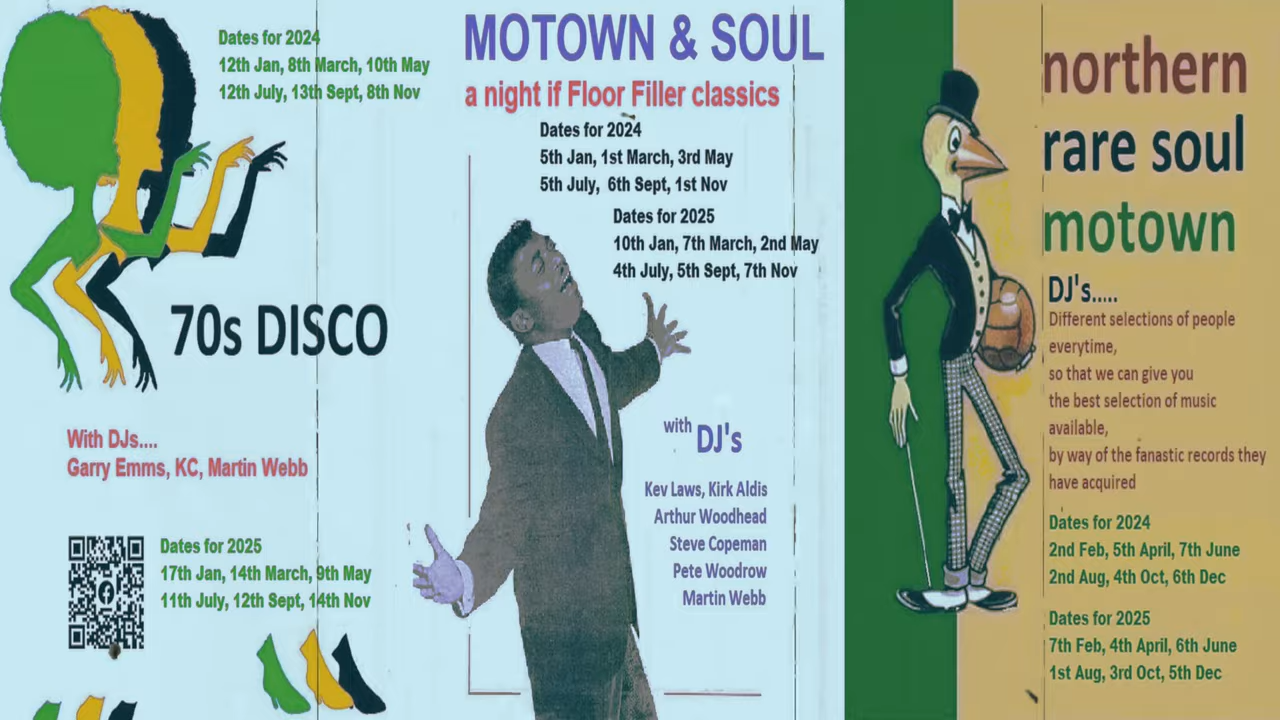 Dates for 2024
12th Jan, 8th March, 10th May
12th July, 13th Sept, 8th Nov
70s DISCO
With DJs....
Garry Emms, KC, Martin Webb
Dates for 2025
17th Jan, 14th March, 9th May
11th July, 12th Sept, 14th Nov
MOTOWN & SOUL
a night if Floor Filler classics
Dates for 2024
5th Jan, 1st March, 3rd May
5th July, 6th Sept, 1st Nov
Dates for 2025
10th Jan, 7th March, 2nd May
4th July, 5th Sept, 7th Nov
with DJ's
Kev Laws, Kirk Aldis
Arthur Woodhead
Steve Copeman
Pete Woodrow
Martin Webb
northern
rare soul
motown
DJ's.....
Different selections of people
everytime,
so that we can give you
the best selection of music
available,
by way of the fanastic records they
have acquired
Dates for 2024
2nd Feb, 5th April, 7th June
2nd Aug, 4th Oct, 6th Dec
Dates for 2025
7th Feb, 4th April, 6th June
1st Aug, 3rd Oct, 5th Dec